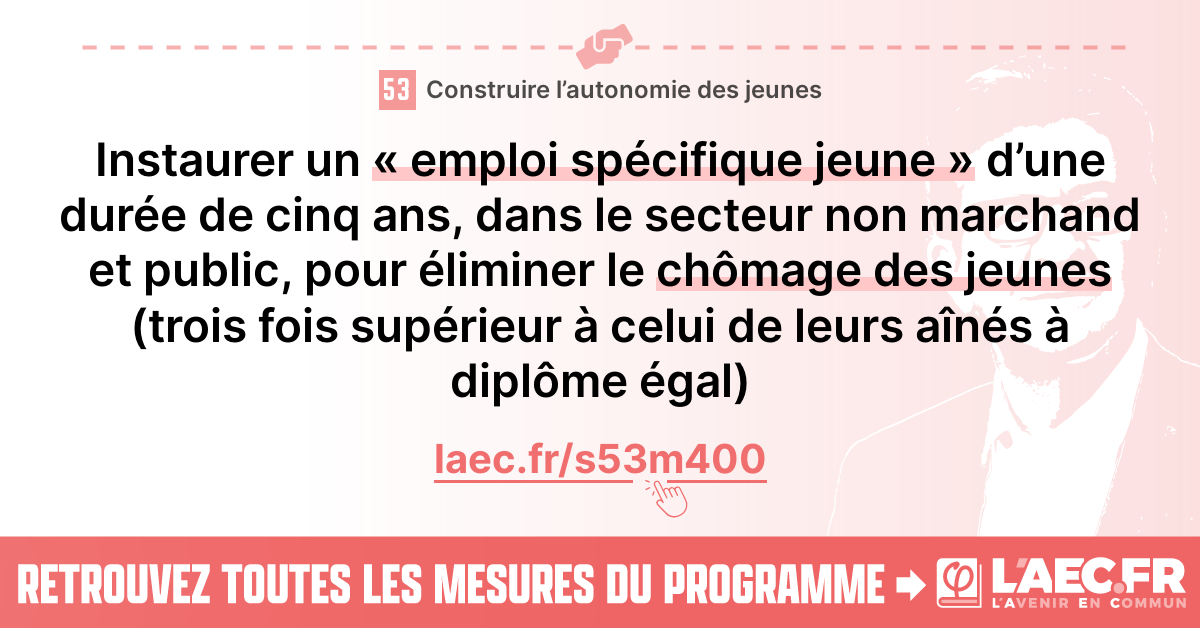 53 Construire l’autonomie des jeunes
Instaurer un « emploi spécifique jeune » d’une
durée de cinq ans, dans le secteur non marchand
et public, pour éliminer le chômage des jeunes
(trois fois supérieur à celui de leurs aînés à
diplôme égal)
laec.fr/s53m400
RETROUVEZ TOUTES LES MESURES DU PROGRAMME
φ L'AEC.FR
L'AVENIR EN COMMUN